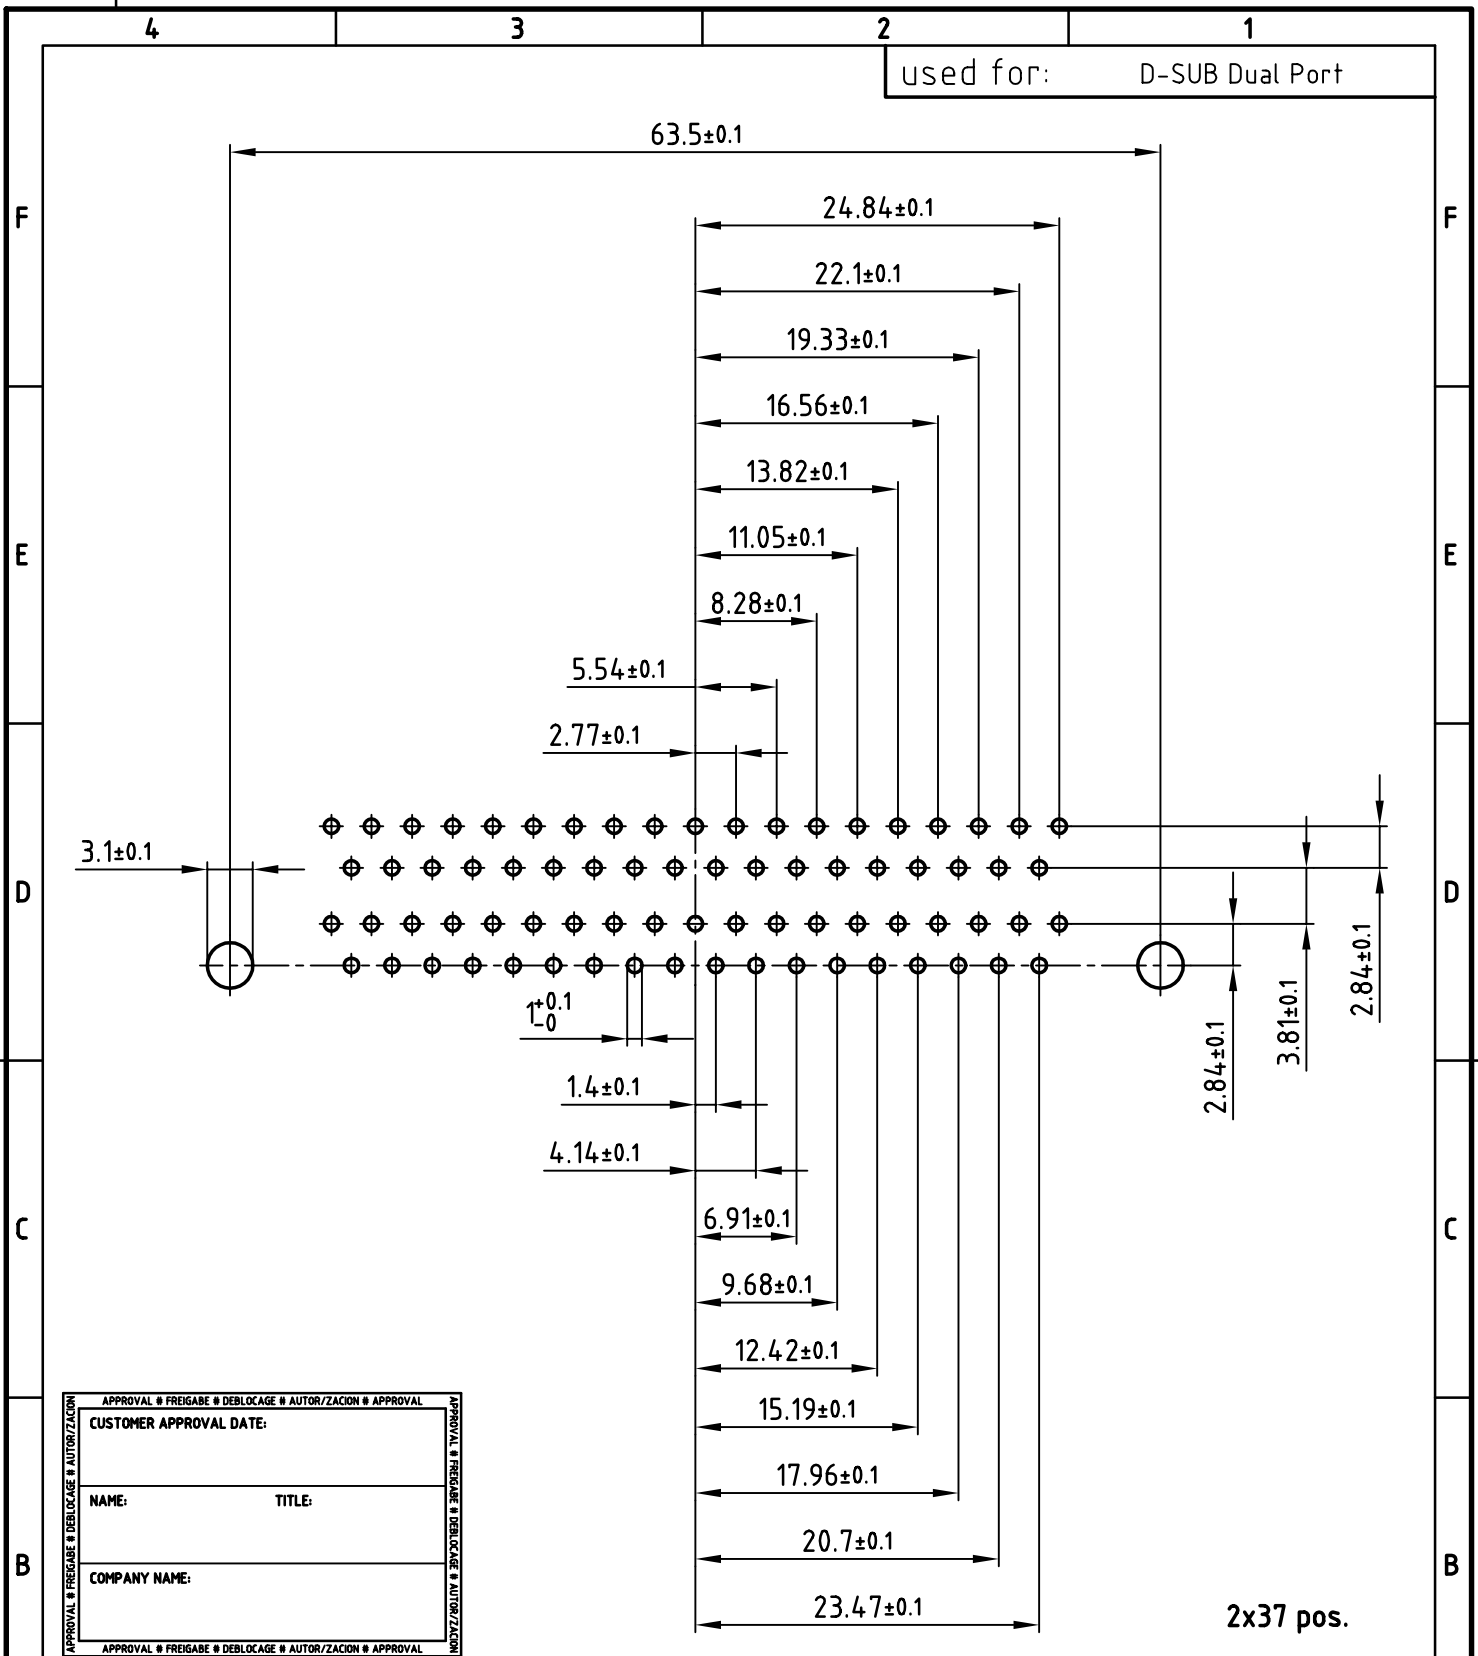 4 3 2 1
used for: D-SUB Dual Port
63.5±0.1
F 24.84±0.1 F
22.1±0.1
19.33±0.1
16.56±0.1
13.82±0.1
E 11.05±0.1 E
8.28±0.1
5.54±0.1
2.77±0.1
3.1±0.1
D D
2.84±0.1
3.81±0.1
2.84±0.1
1+0.1
-0
1.4±0.1
4.14±0.1
C 6.91±0.1 C
9.68±0.1
12.42±0.1
15.19±0.1
17.96±0.1
20.7±0.1
B B
23.47±0.1
2x37 pos.
APPROVAL # FREIGABE # DEBLOCAGE # AUTOR/ZACION # APPROVAL
APPROVAL # FREIGABE # DEBLOCAGE # AUTOR/ZACION
CUSTOMER APPROVAL DATE:
NAME: TITLE:
COMPANY NAME:
APPROVAL # FREIGABE # DEBLOCAGE # AUTOR/ZACION
APPROVAL # FREIGABE # DEBLOCAGE # AUTOR/ZACION # APPROVAL